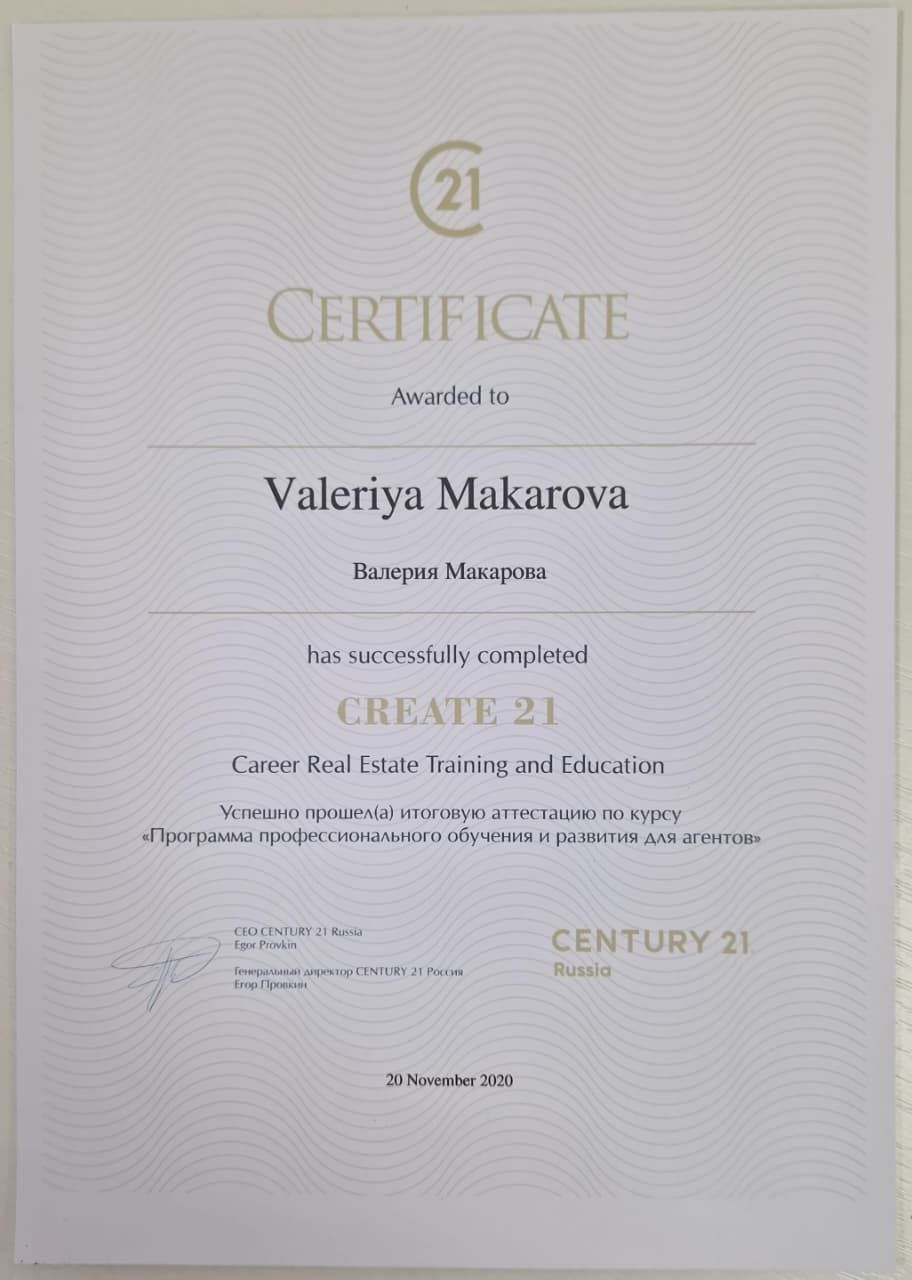 21
CERTIFICATE
Awarded to
Valeriya Makarova
Валерия Макарова
has successfully completed
CREATE 21
Career Real Estate Training and Education
Успешно прошел(а) итоговую аттестацию по курсу
«Программа профессионального обучения и развития для агентов»
CEO CENTURY 21 Russia
Egor Provkin
Генеральный директор CENTURY 21 Россия
Егор Провкин
CENTURY 21
Russia
20 November 2020